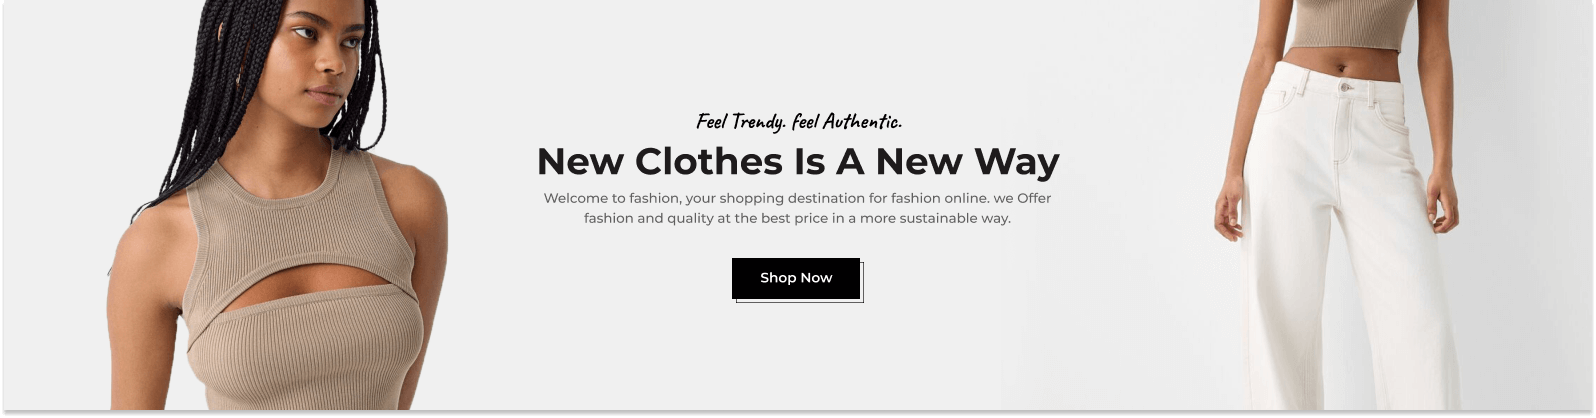 Feel Trendy. feel Authentic.
New Clothes Is A New Way
Welcome to fashion, your shopping destination for fashion online. we Offer
fashion and quality at the best price in a more sustainable way.
Shop Now